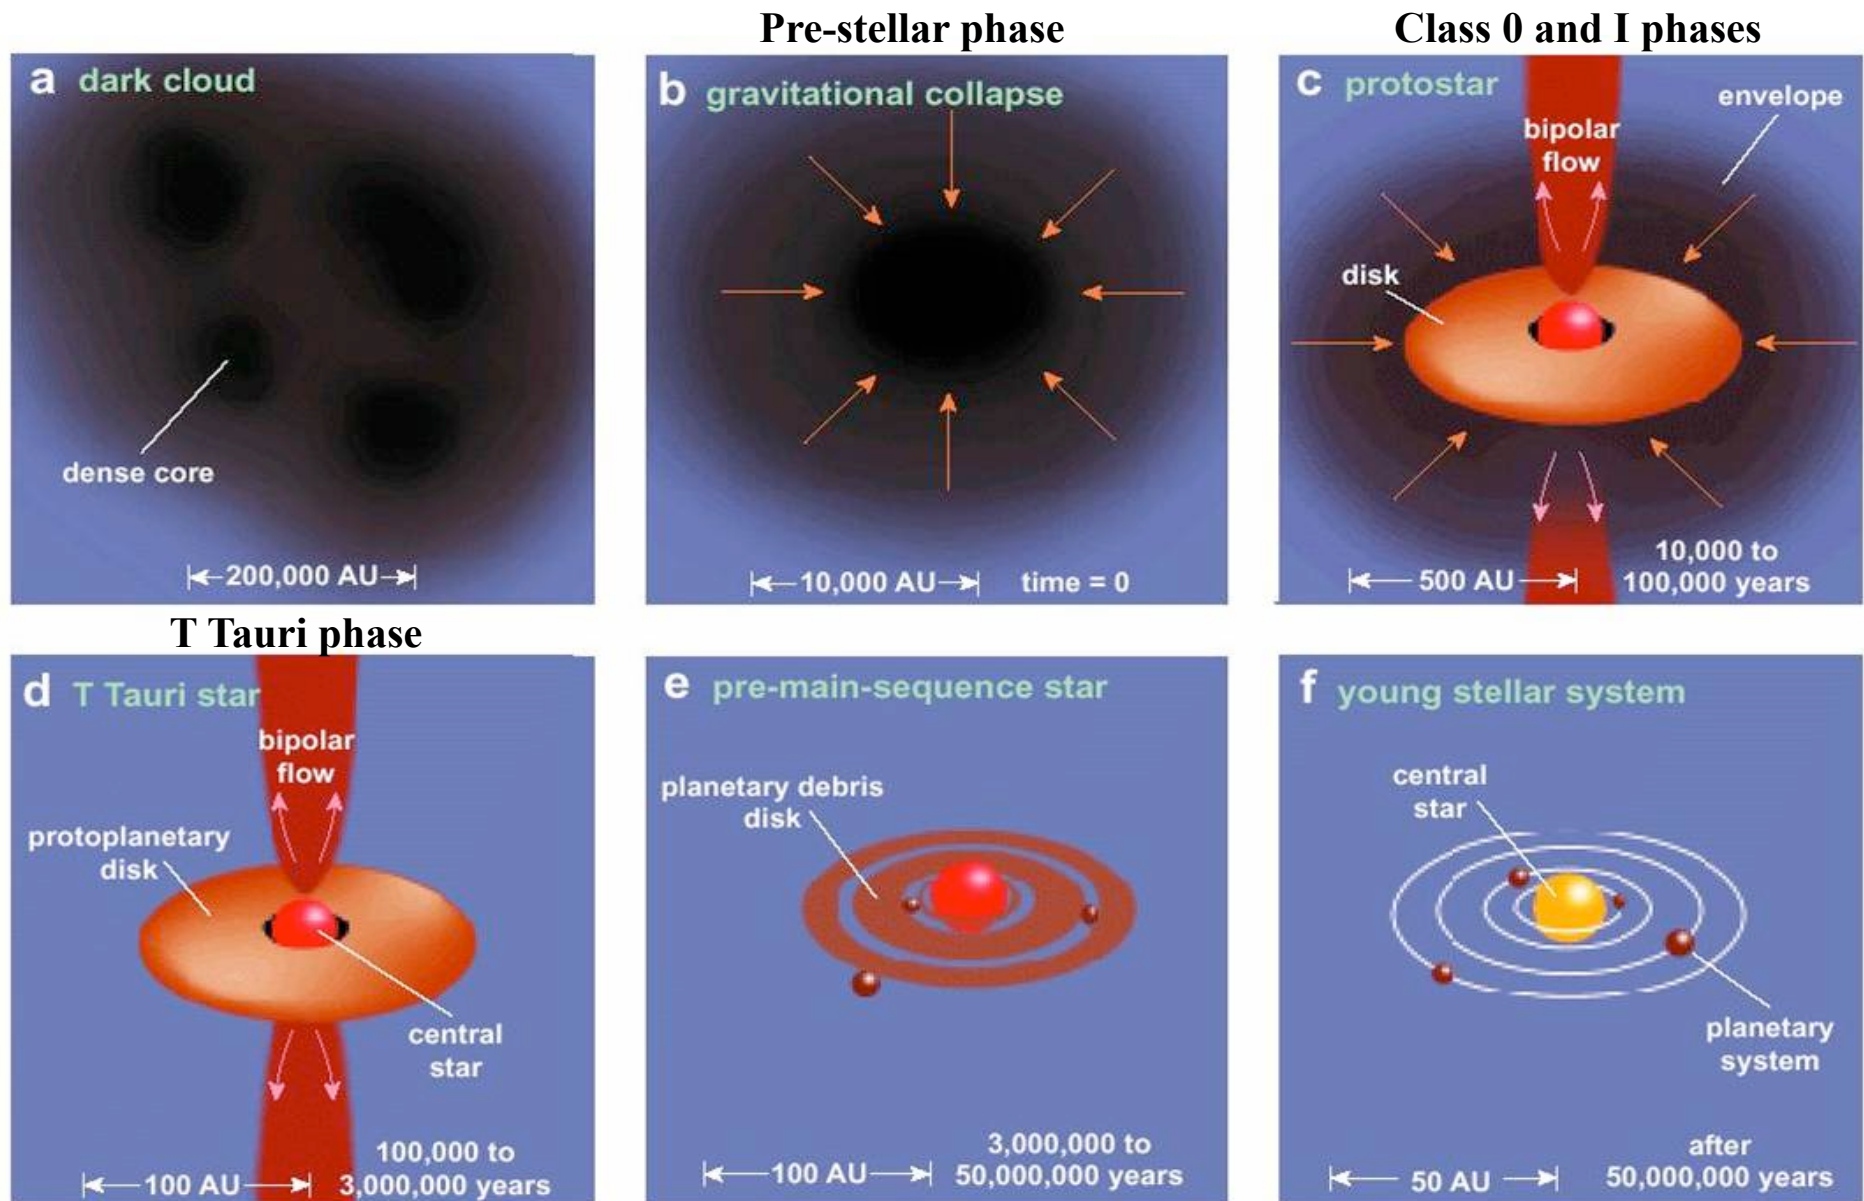 Pre-stellar phase
Class 0 and I phases
a dark cloud
dense core
200,000 AU
b gravitational collapse
10,000 AU
time = 0
c protostar
envelope
bipolar
flow
disk
10,000 to
100,000 years
500 AU
T Tauri phase
d T Tauri star
bipolar
flow
protoplanetary
disk
central
star
100,000 to
3,000,000 years
100 AU
e pre-main-sequence star
planetary debris
disk
3,000,000 to
50,000,000 years
100 AU
f young stellar system
central
star
planetary
system
after
50,000,000 years
50 AU